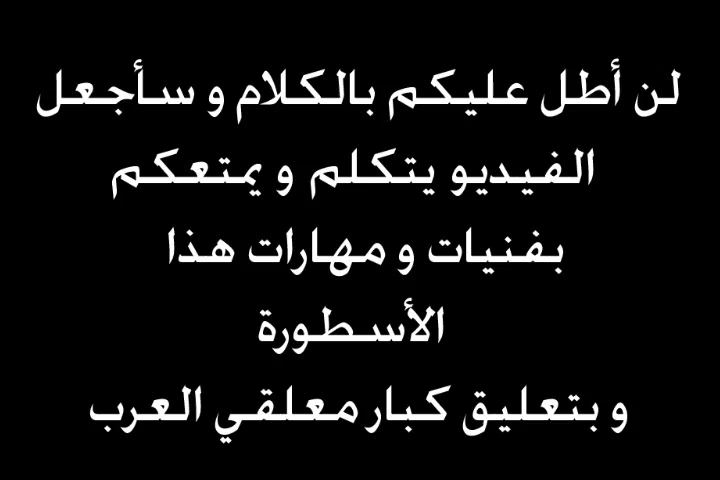 لن أطل عليكم بالكلام و سأجعل
الفيديو يتكلم و يمتعكم
بفنيات و مهارات هذا
الأسطورة
و بتعليق كبار معلقي العرب